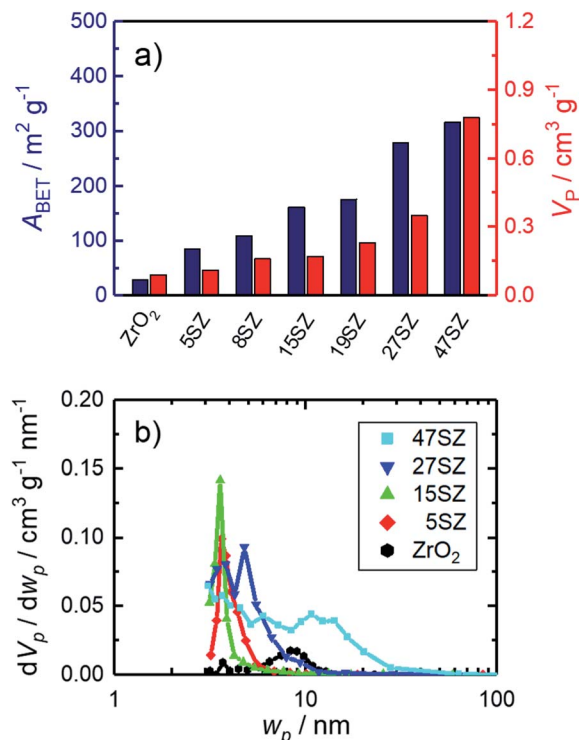 a)
500
400
300
200
100
0
A_BET / m² g⁻¹
1.2
0.9
0.6
0.3
0.0
V_P / cm³ g⁻¹
ZrO₂
5SZ
8SZ
15SZ
19SZ
27SZ
47SZ
b)
0.20
0.15
0.10
0.05
0.00
dV_p / dw_p / cm³ g⁻¹ nm⁻¹
47SZ
27SZ
15SZ
5SZ
ZrO₂
1
10
100
w_p / nm